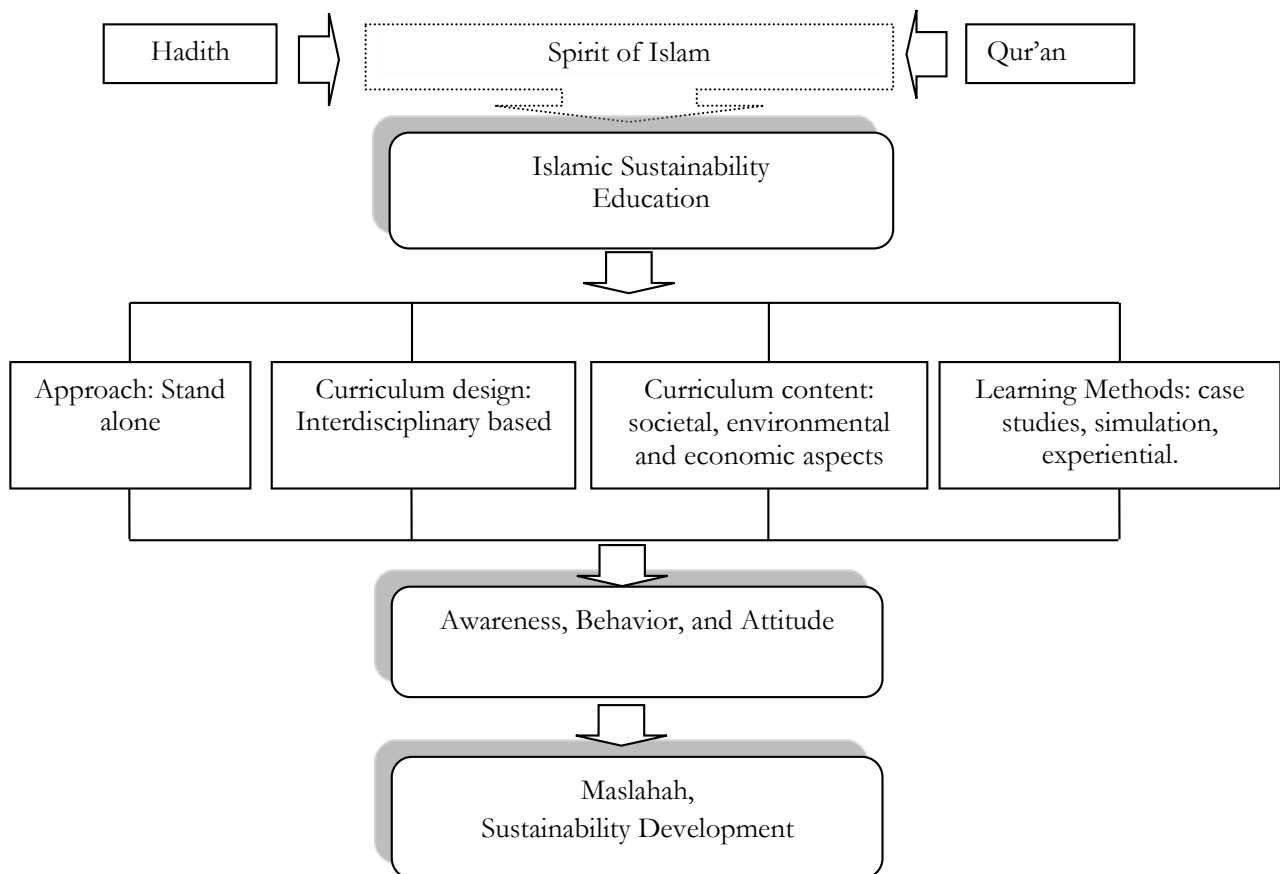 Hadith
Spirit of Islam
Qur’an
Islamic Sustainability
Education
Approach: Stand
alone
Curriculum design:
Interdisciplinary based
Curriculum content:
societal, environmental
and economic aspects
Learning Methods: case
studies, simulation,
experiential.
Awareness, Behavior, and Attitude
Maslahah,
Sustainability Development